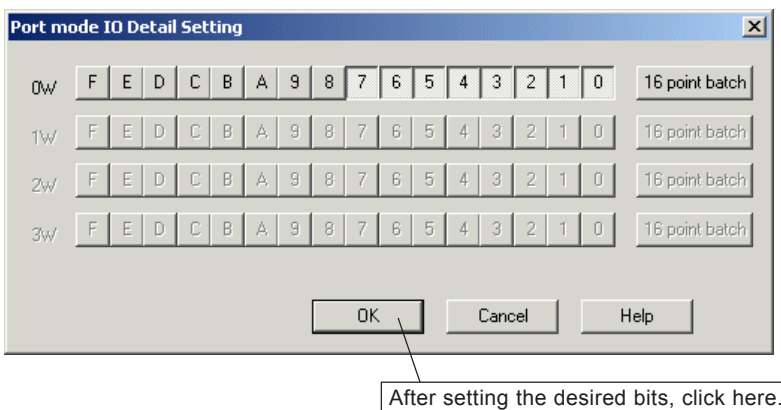 Port mode IO Detail Setting
0W F E D C B A 9 8 7 6 5 4 3 2 1 0 16 point batch
1W F E D C B A 9 8 7 6 5 4 3 2 1 0 16 point batch
2W F E D C B A 9 8 7 6 5 4 3 2 1 0 16 point batch
3W F E D C B A 9 8 7 6 5 4 3 2 1 0 16 point batch
OK Cancel Help
After setting the desired bits, click here.